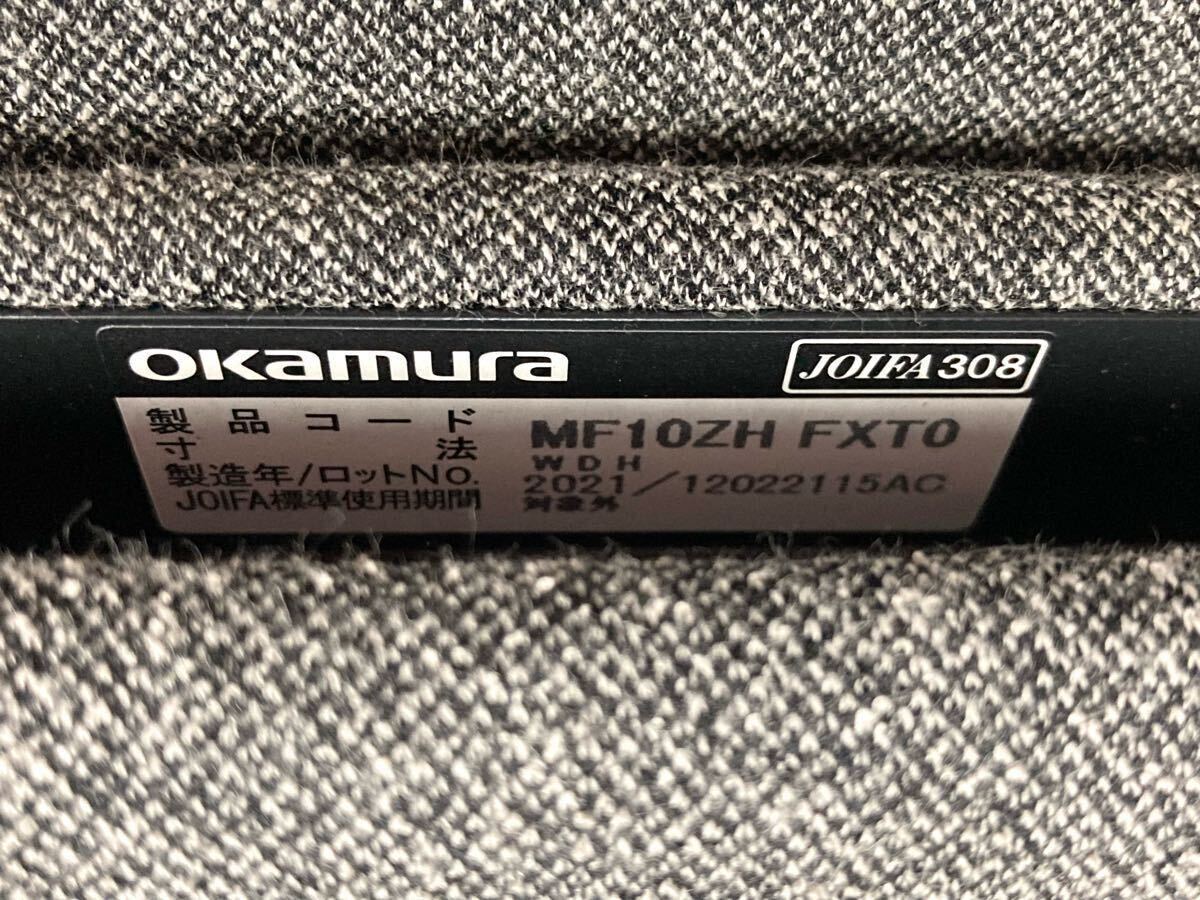 okamura
JOIFA308
製品コード MF10ZH FXT0
寸法 W D H
製造年/ロットNO. 2021/12022115AC
JOIFA標準使用期間 対象外